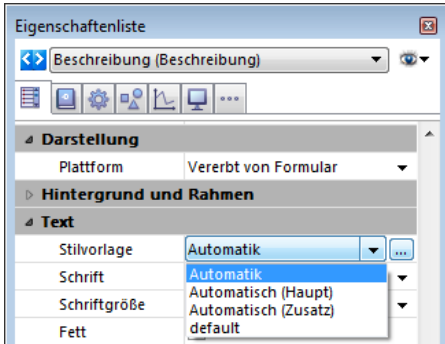 Eigenschaftenliste
Beschreibung (Beschreibung)
Darstellung
Plattform Vererbt von Formular
Hintergrund und Rahmen
Text
Stilvorlage Automatik ...
Schrift Automatik
Automatisch (Haupt)
Schriftgröße Automatisch (Zusatz)
Fett default